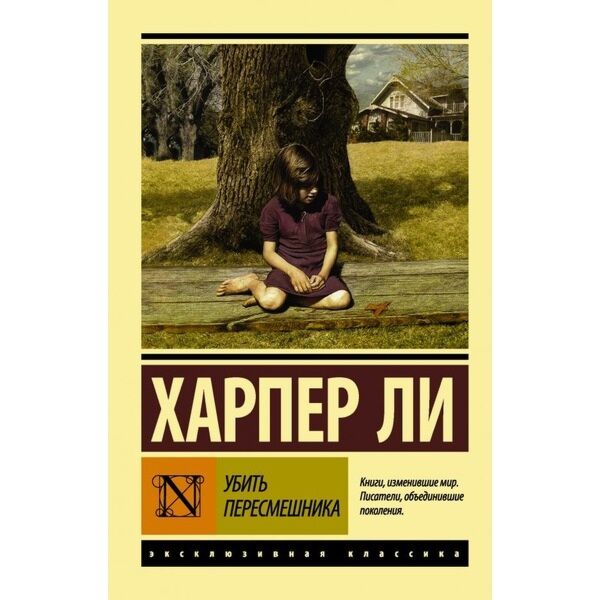 ХАРПЕР ЛИ
N
УБИТЬ
ПЕРЕСМЕШНИКА
Книги, изменившие мир.
Писатели, объединившие
поколения.
эксклюзивная классика